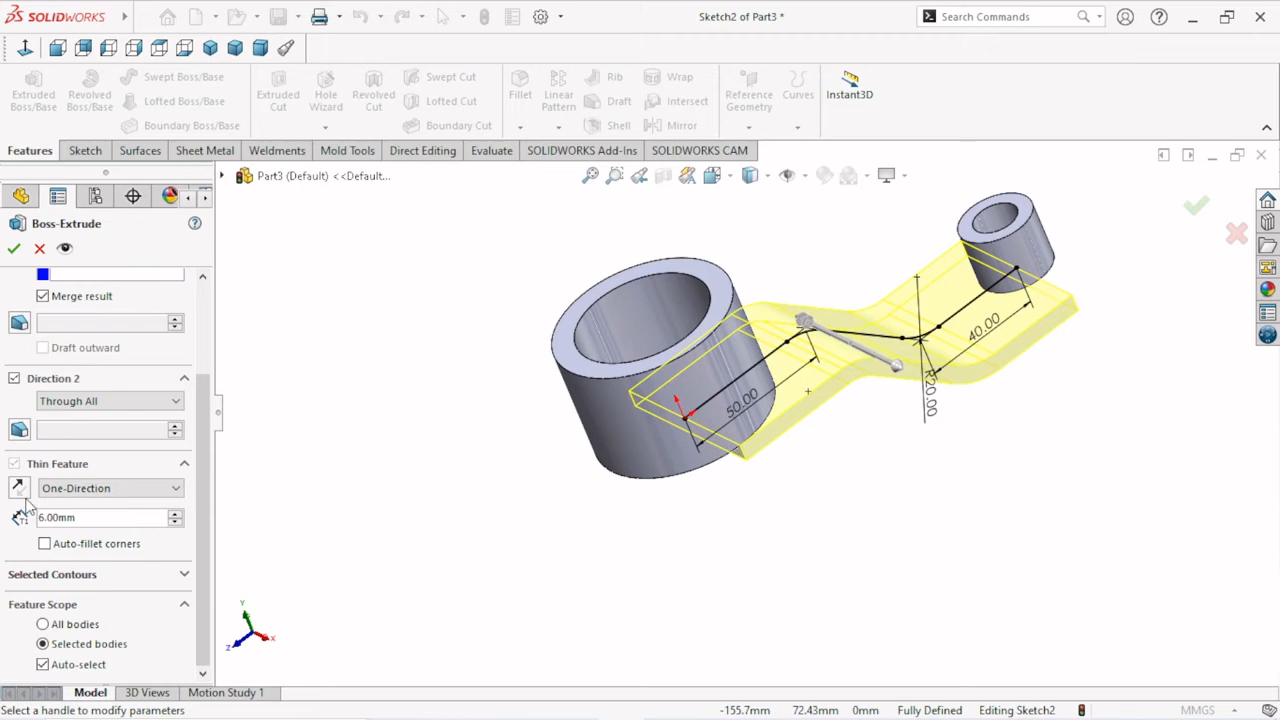 SOLIDWORKS
Sketch2 of Part3 *
Search Commands
Extruded Boss/Base
Revolved Boss/Base
Swept Boss/Base
Lofted Boss/Base
Boundary Boss/Base
Extruded Cut
Hole Wizard
Revolved Cut
Swept Cut
Lofted Cut
Boundary Cut
Fillet
Linear Pattern
Rib
Draft
Shell
Wrap
Intersect
Mirror
Reference Geometry
Curves
Instant3D
Features
Sketch
Surfaces
Sheet Metal
Weldments
Mold Tools
Direct Editing
Evaluate
SOLIDWORKS Add-Ins
SOLIDWORKS CAM
Part3 (Default) <<Default...
Boss-Extrude
Merge result
Draft outward
Direction 2
Through All
Thin Feature
One-Direction
T1
6.00mm
Auto-fillet corners
Selected Contours
Feature Scope
All bodies
Selected bodies
Auto-select
50.00
40.00
R20.00
Y
Z
X
Model
3D Views
Motion Study 1
Select a handle to modify parameters
-155.7mm
72.43mm
0mm
Fully Defined
Editing Sketch2
MMGS